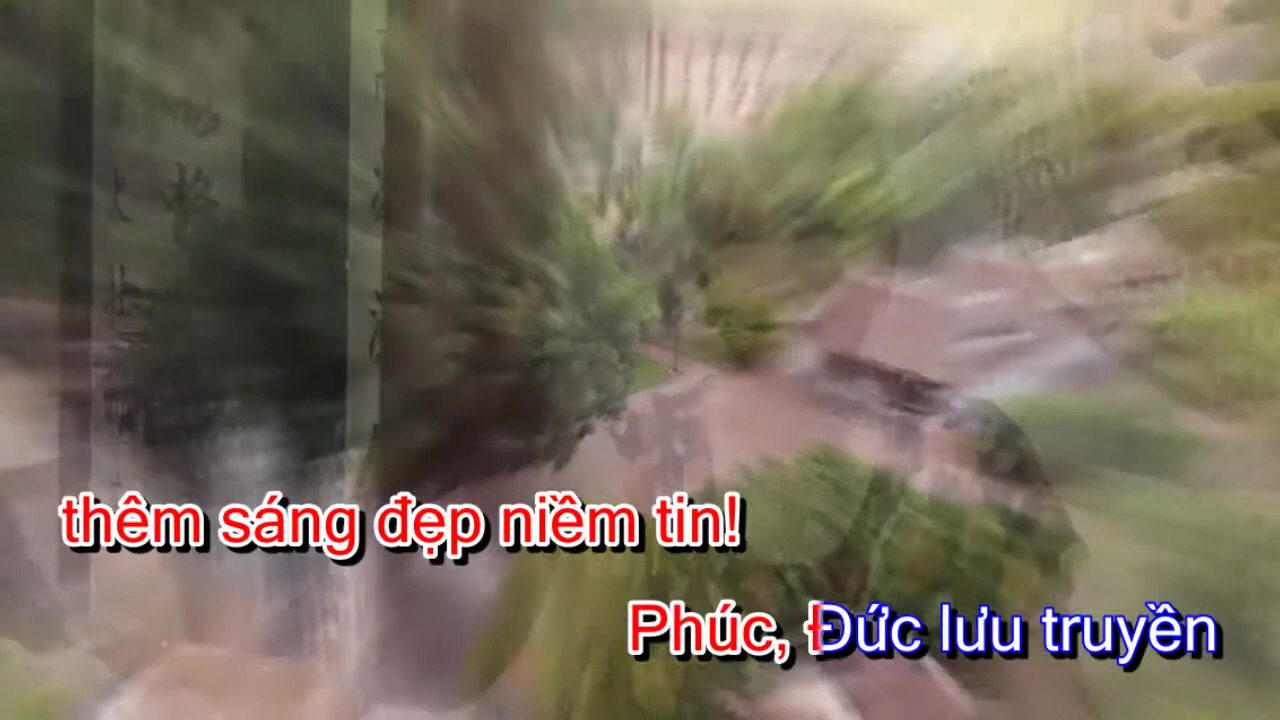 thêm sáng đẹp niềm tin!
Phúc, Đức lưu truyền